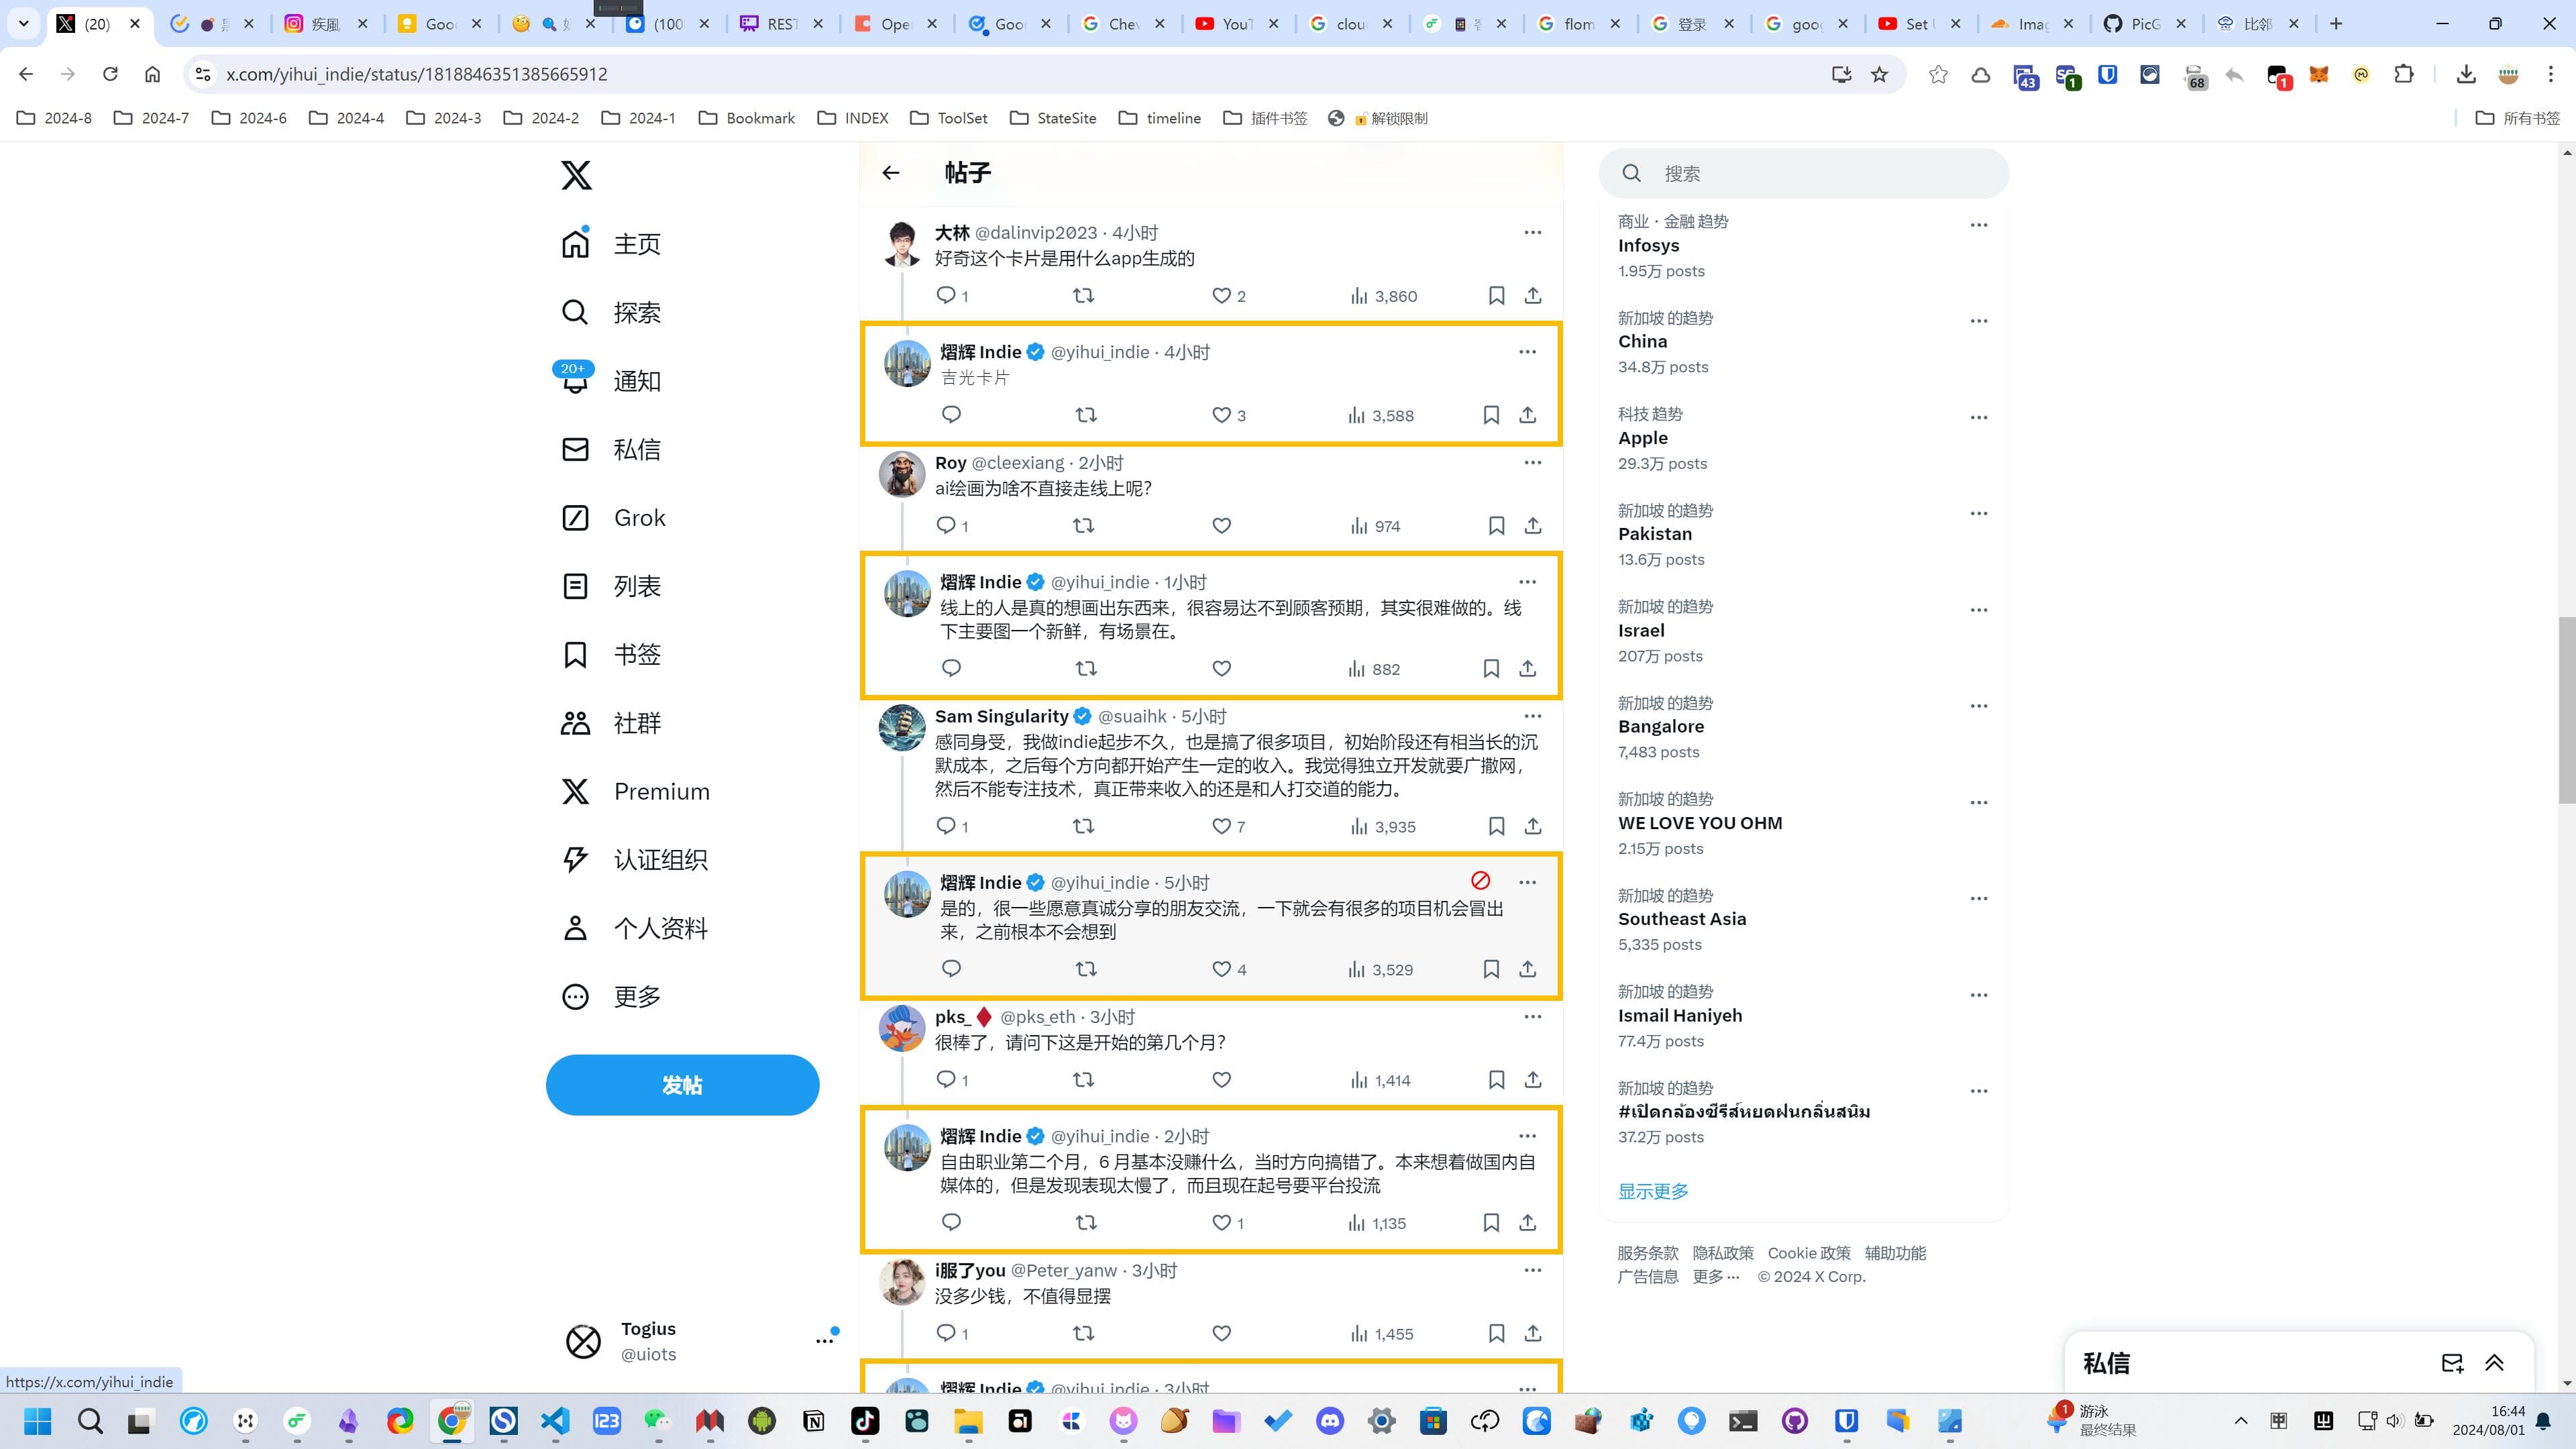 (20)
疾風
Good
(100
REST
Ope
Goo
Chev
YouT
clou
flom
登录
goog
Set U
Imag
PicG
比邻
x.com/yihui_indie/status/1818846351385665912
43
1
68
1
2024-8
2024-7
2024-6
2024-4
2024-3
2024-2
2024-1
Bookmark
INDEX
ToolSet
StateSite
timeline
插件书签
解锁限制
所有书签
主页
探索
20+
通知
私信
Grok
列表
书签
社群
Premium
认证组织
个人资料
更多
发帖
Togius
@uiots
https://x.com/yihui_indie
帖子
大林 @dalinvip2023 · 4小时
好奇这个卡片是用什么app生成的
1 2 3,860
熠辉 Indie @yihui_indie · 4小时
吉光卡片
3 3,588
Roy @cleexiang · 2小时
ai绘画为啥不直接走线上呢?
1 974
熠辉 Indie @yihui_indie · 1小时
线上的人是真的想画出东西来，很容易达不到顾客预期，其实很难做的。线
下主要图一个新鲜，有场景在。
882
Sam Singularity @suaihk · 5小时
感同身受，我做indie起步不久，也是搞了很多项目，初始阶段还有相当长的沉
默成本，之后每个方向都开始产生一定的收入。我觉得独立开发就要广撒网，
然后不能专注技术，真正带来收入的还是和人打交道的能力。
1 7 3,935
熠辉 Indie @yihui_indie · 5小时
是的，很一些愿意真诚分享的朋友交流，一下就会有很多的项目机会冒出
来，之前根本不会想到
4 3,529
pks_ @pks_eth · 3小时
很棒了，请问下这是开始的第几个月?
1 1,414
熠辉 Indie @yihui_indie · 2小时
自由职业第二个月，6 月基本没赚什么，当时方向搞错了。本来想着做国内自
媒体的，但是发现表现太慢了，而且现在起号要平台投流
1 1,135
i服了you @Peter_yanw · 3小时
没多少钱，不值得显摆
1 1,455
熠辉 Indie @yihui_indie · 3小时
搜索
商业 · 金融 趋势
Infosys
1.95万 posts
新加坡 的趋势
China
34.8万 posts
科技 趋势
Apple
29.3万 posts
新加坡 的趋势
Pakistan
13.6万 posts
新加坡 的趋势
Israel
207万 posts
新加坡 的趋势
Bangalore
7,483 posts
新加坡 的趋势
WE LOVE YOU OHM
2.15万 posts
新加坡 的趋势
Southeast Asia
5,335 posts
新加坡 的趋势
Ismail Haniyeh
77.4万 posts
新加坡 的趋势
#เปิดกล้องซีรีส์หยดฝนกลิ่นสนิม
37.2万 posts
显示更多
服务条款 隐私政策 Cookie 政策 辅助功能
广告信息 更多 ··· © 2024 X Corp.
私信
123
1
游泳
最终结果
16:44
2024/08/01